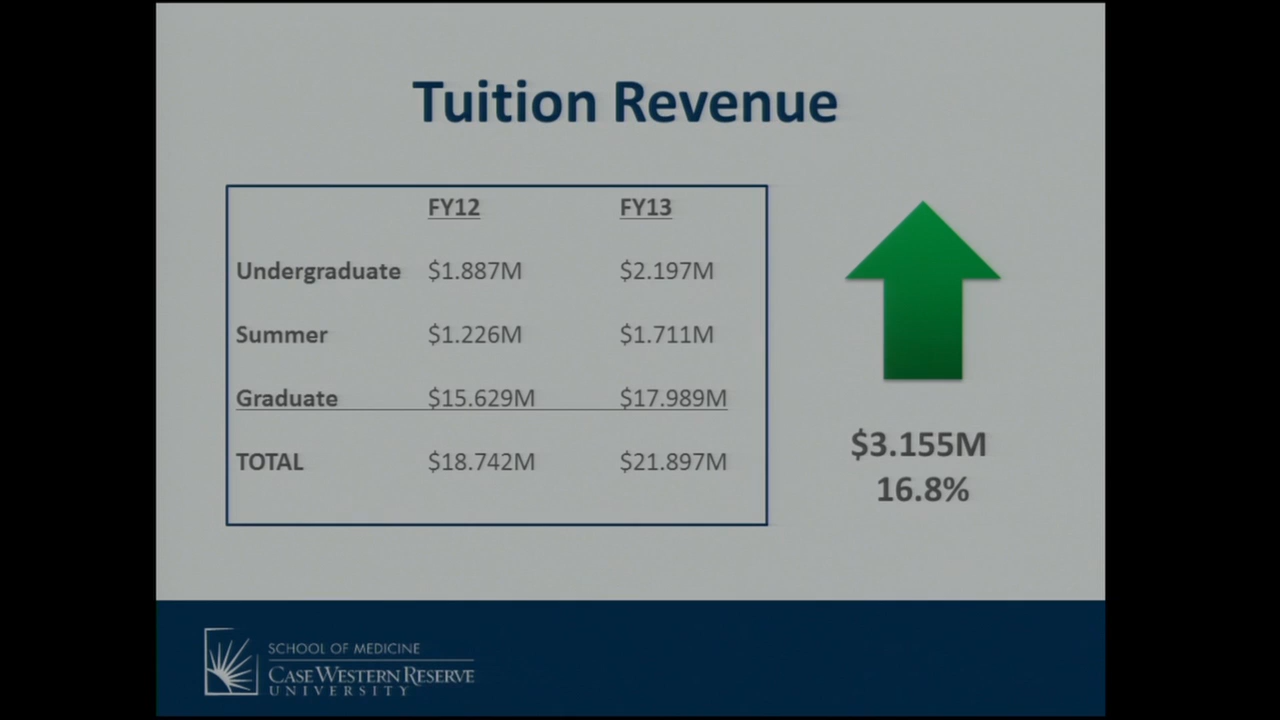 Tuition Revenue
FY12 FY13
Undergraduate $1.887M $2.197M
Summer $1.226M $1.711M
Graduate $15.629M $17.989M
TOTAL $18.742M $21.897M
$3.155M
16.8%
SCHOOL OF MEDICINE
CASE WESTERN RESERVE
UNIVERSITY